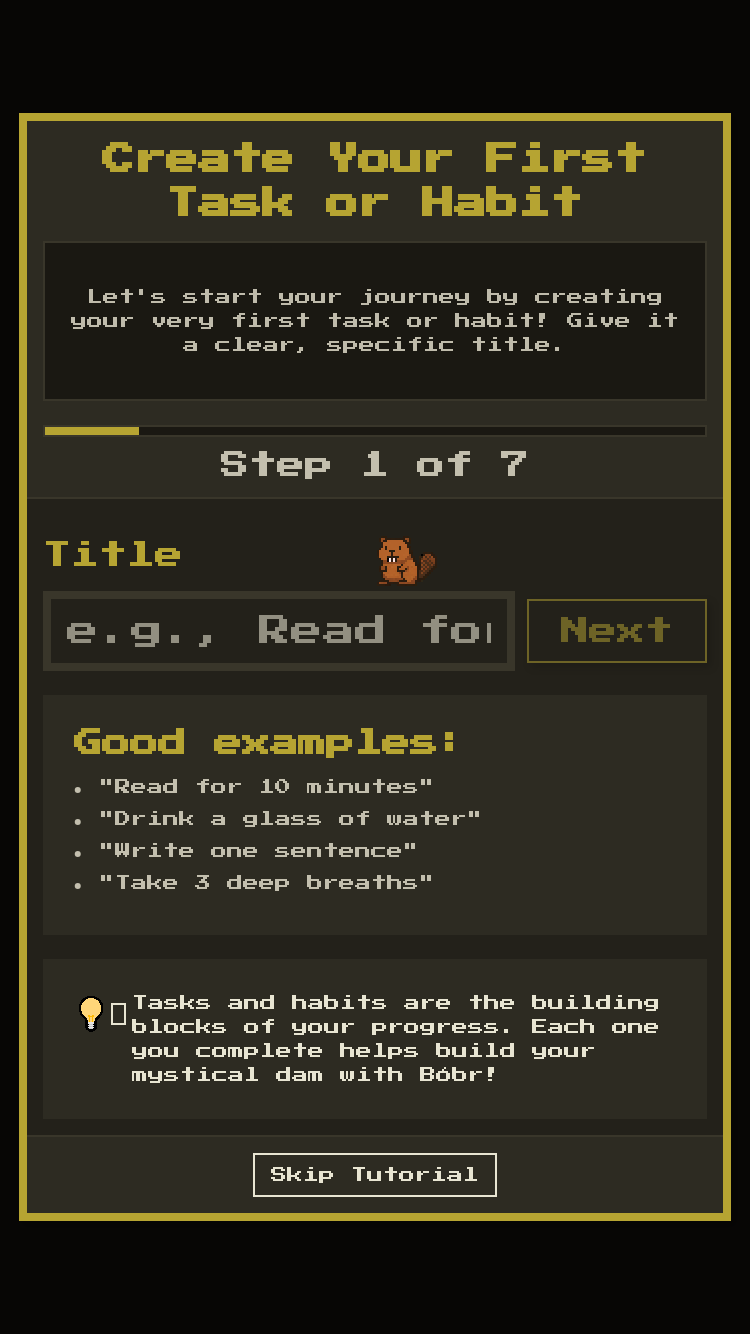 Create Your First
Task or Habit
Let's start your journey by creating
your very first task or habit! Give it
a clear, specific title.
Step 1 of 7
Title
e.g., Read for
Next
Good examples:
• "Read for 10 minutes"
• "Drink a glass of water"
• "Write one sentence"
• "Take 3 deep breaths"
Tasks and habits are the building
blocks of your progress. Each one
you complete helps build your
mystical dam with Bóbr!
Skip Tutorial